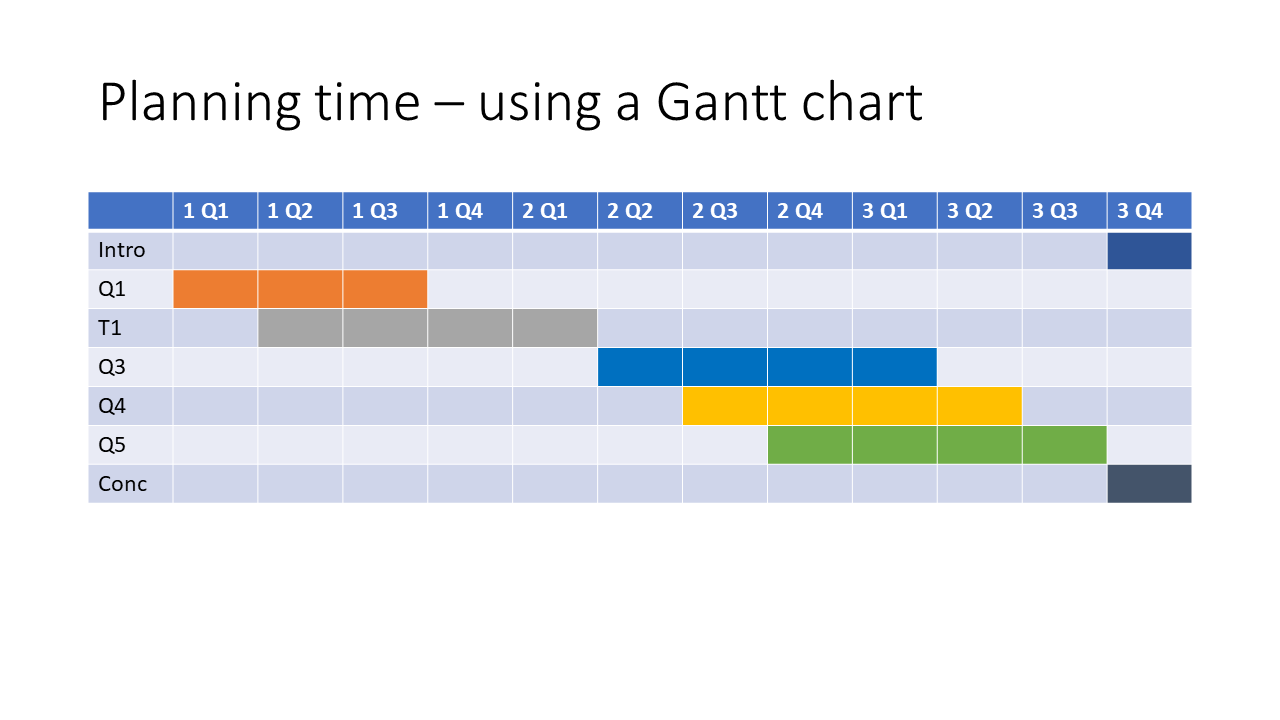 Planning time – using a Gantt chart
1 Q1 1 Q2 1 Q3 1 Q4 2 Q1 2 Q2 2 Q3 2 Q4 3 Q1 3 Q2 3 Q3 3 Q4
Intro
Q1
T1
Q3
Q4
Q5
Conc